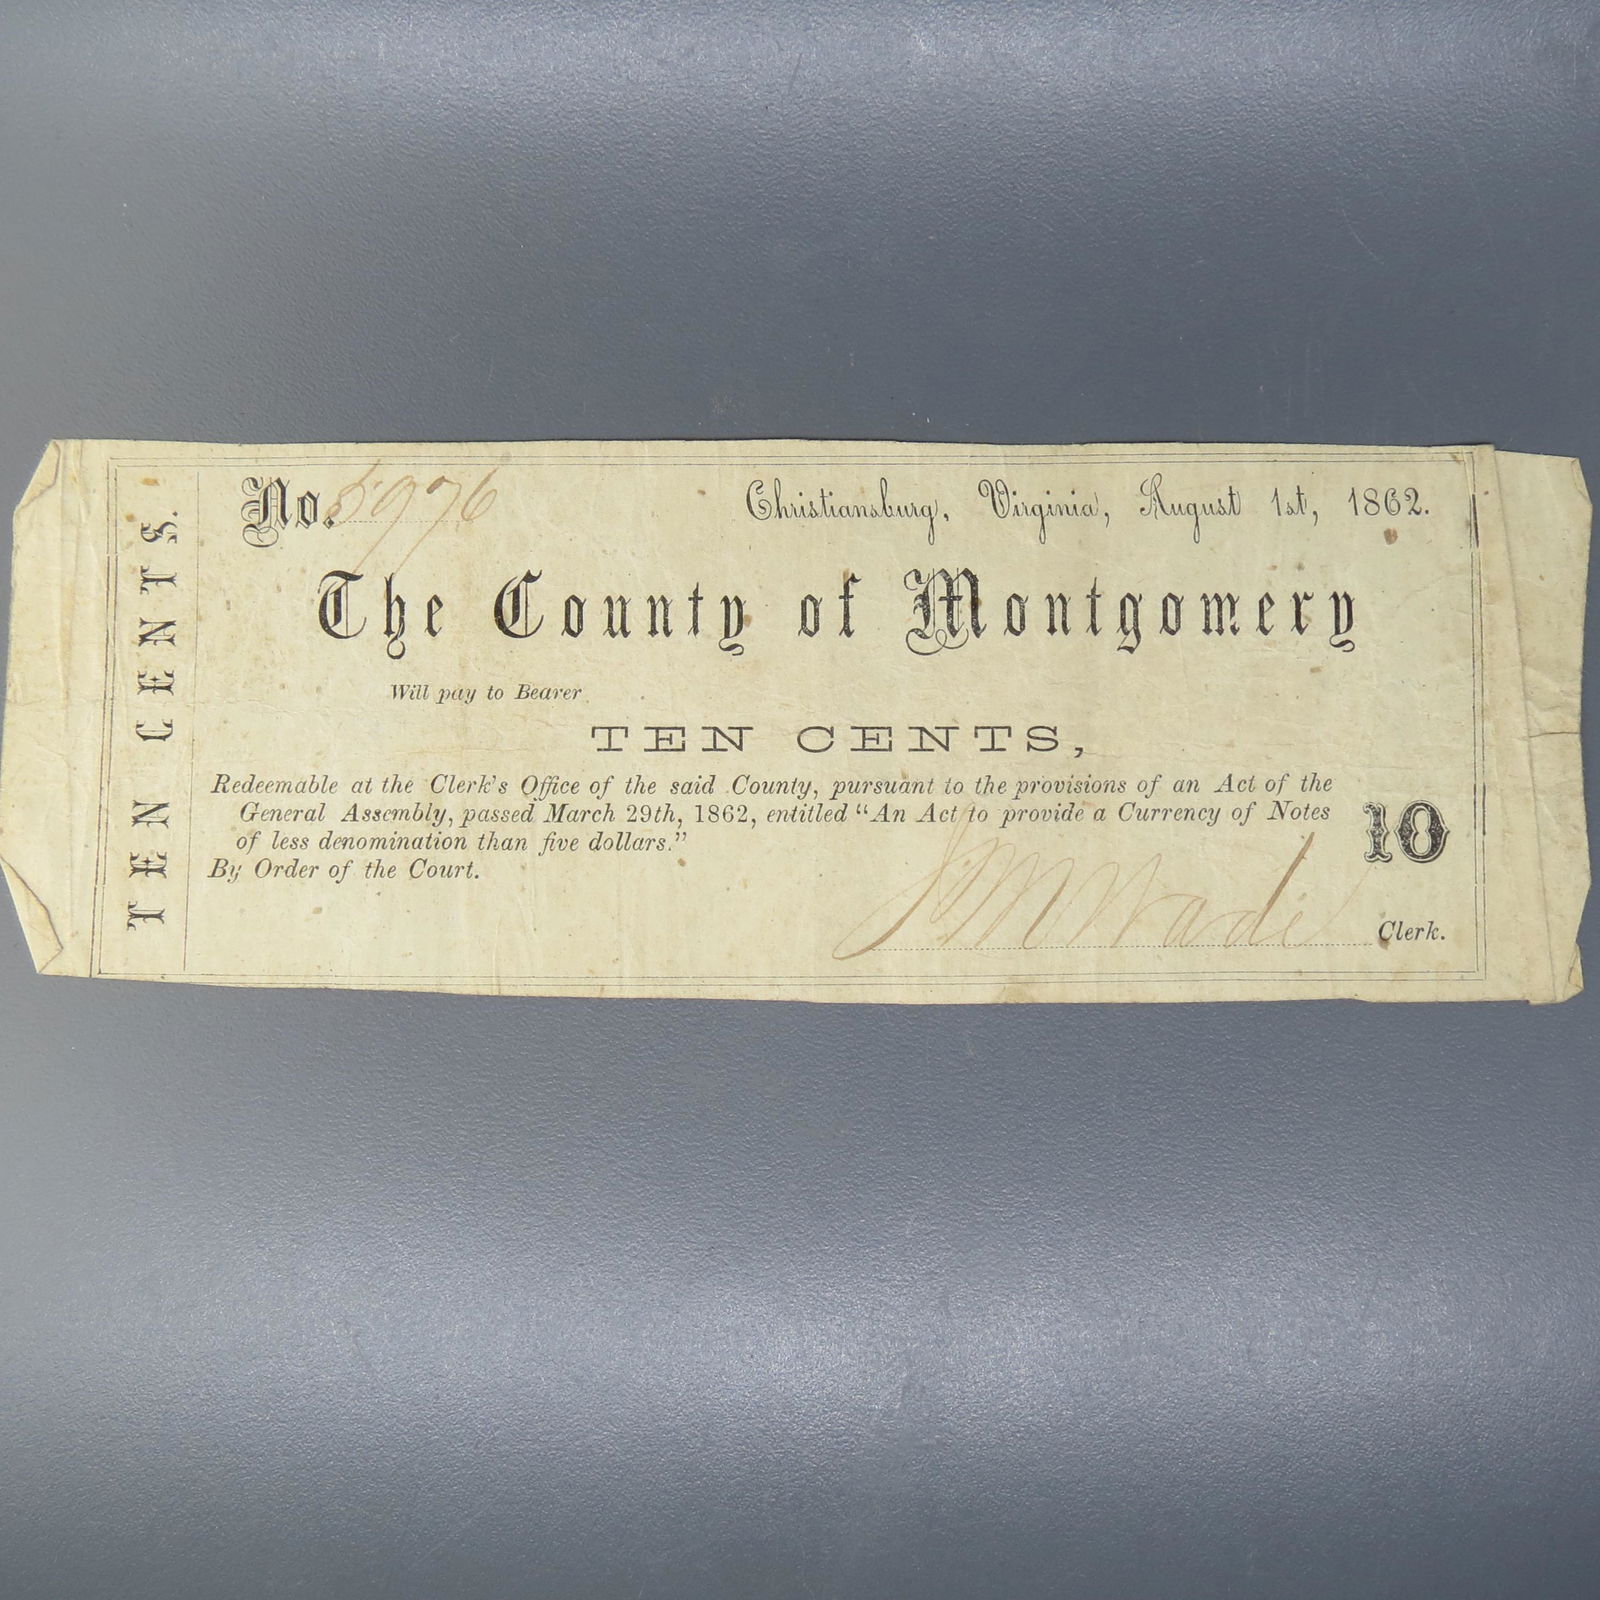 TEN CENTS.
No. 5976 Christiansburg, Virginia, August 1st, 1862.
The County of Montgomery
Will pay to Bearer
TEN CENTS,
Redeemable at the Clerk's Office of the said County, pursuant to the provisions of an Act of the
General Assembly, passed March 29th, 1862, entitled "An Act to provide a Currency of Notes
of less denomination than five dollars."
10
By Order of the Court.
Wade Clerk.